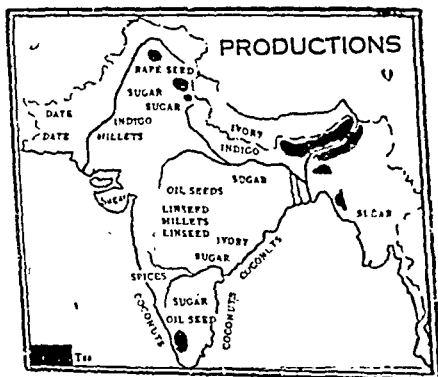 PRODUCTIONS
RAPE SEED
SUGAR
SUGAR
DATE
DATE
INDIGO
MILLETS
IVORY
INDIGO
SUGAR
SUGAR
OIL SEEDS
LINSEED
MILLETS
LINSEED
IVORY
SUGAR
SUGAR
SPICES
COCONUTS
COCONUTS
COCONUTS
SUGAR
OIL SEED